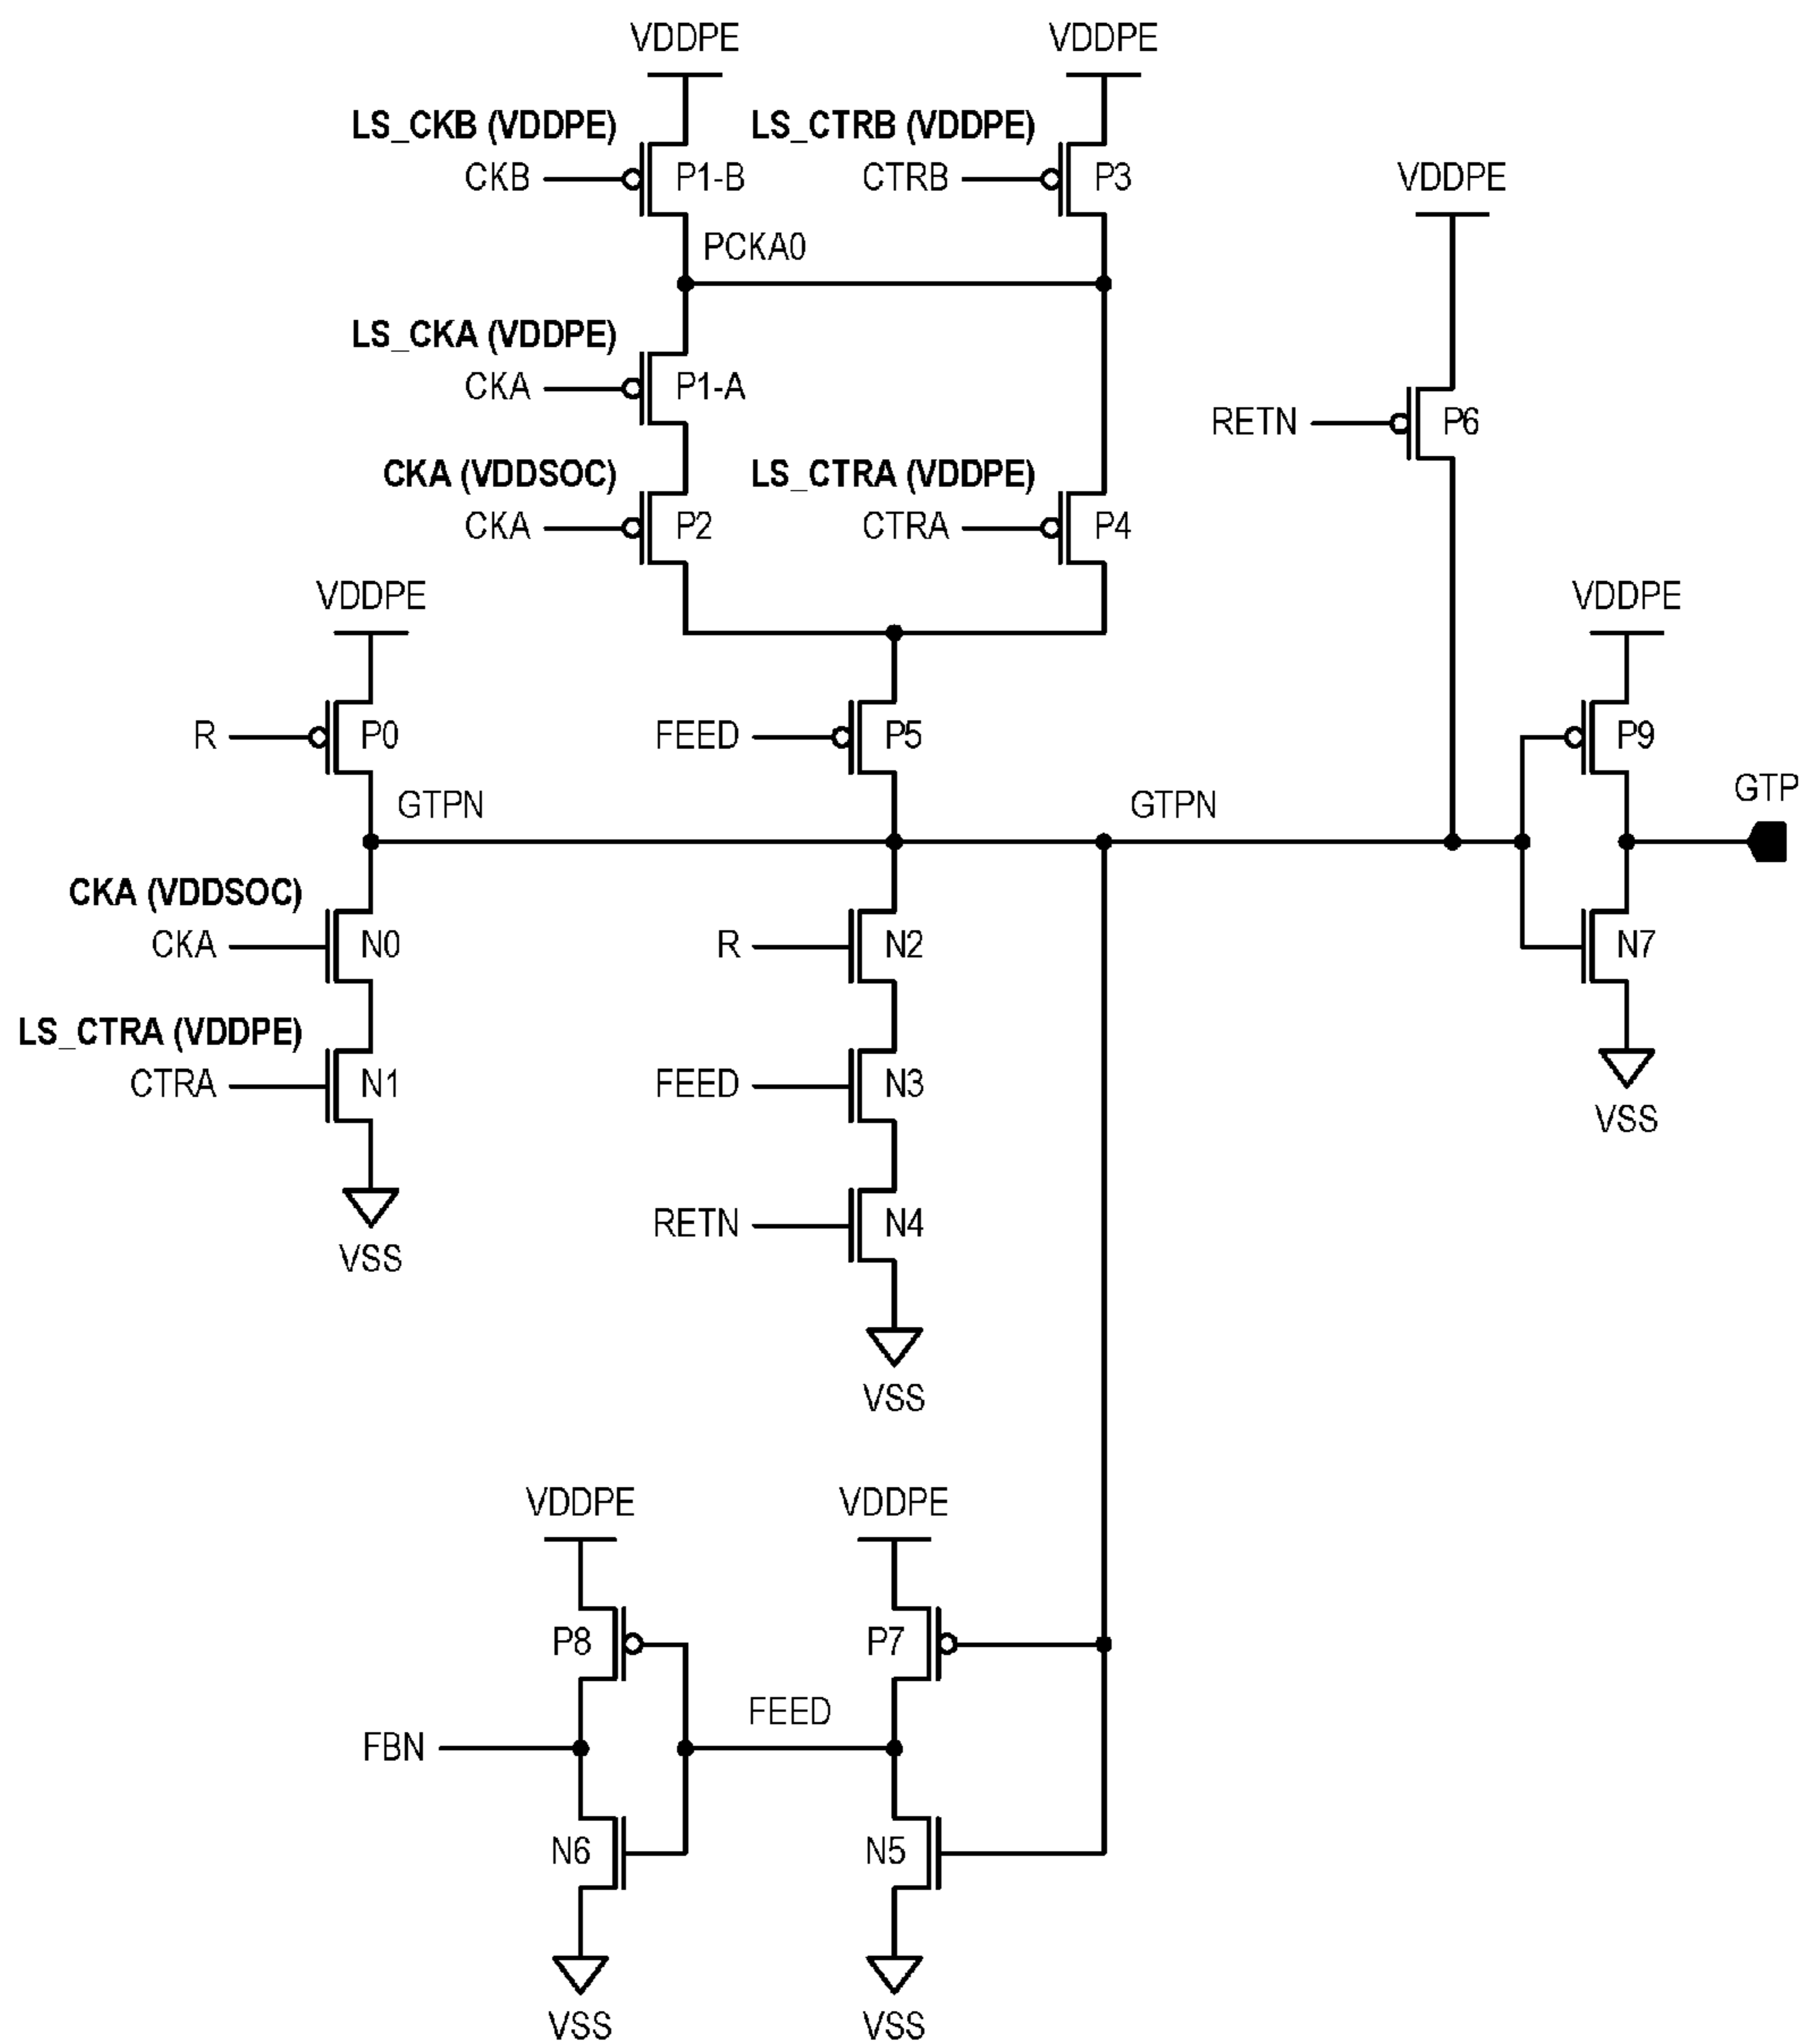 VDDPE
VDDPE
LS_CKB (VDDPE)
LS_CTRB (VDDPE)
CKB
P1-B
CTRB
P3
VDDPE
PCKA0
LS_CKA (VDDPE)
CKA
P1-A
RETN
P6
CKA (VDDSOC)
LS_CTRA (VDDPE)
CKA
P2
CTRA
P4
VDDPE
VDDPE
R
P0
FEED
P5
P9
GTPN
GTPN
GTP
CKA (VDDSOC)
CKA
N0
R
N2
N7
LS_CTRA (VDDPE)
CTRA
N1
FEED
N3
VSS
RETN
N4
VSS
VSS
VDDPE
VDDPE
P8
P7
FEED
FBN
N6
N5
VSS
VSS